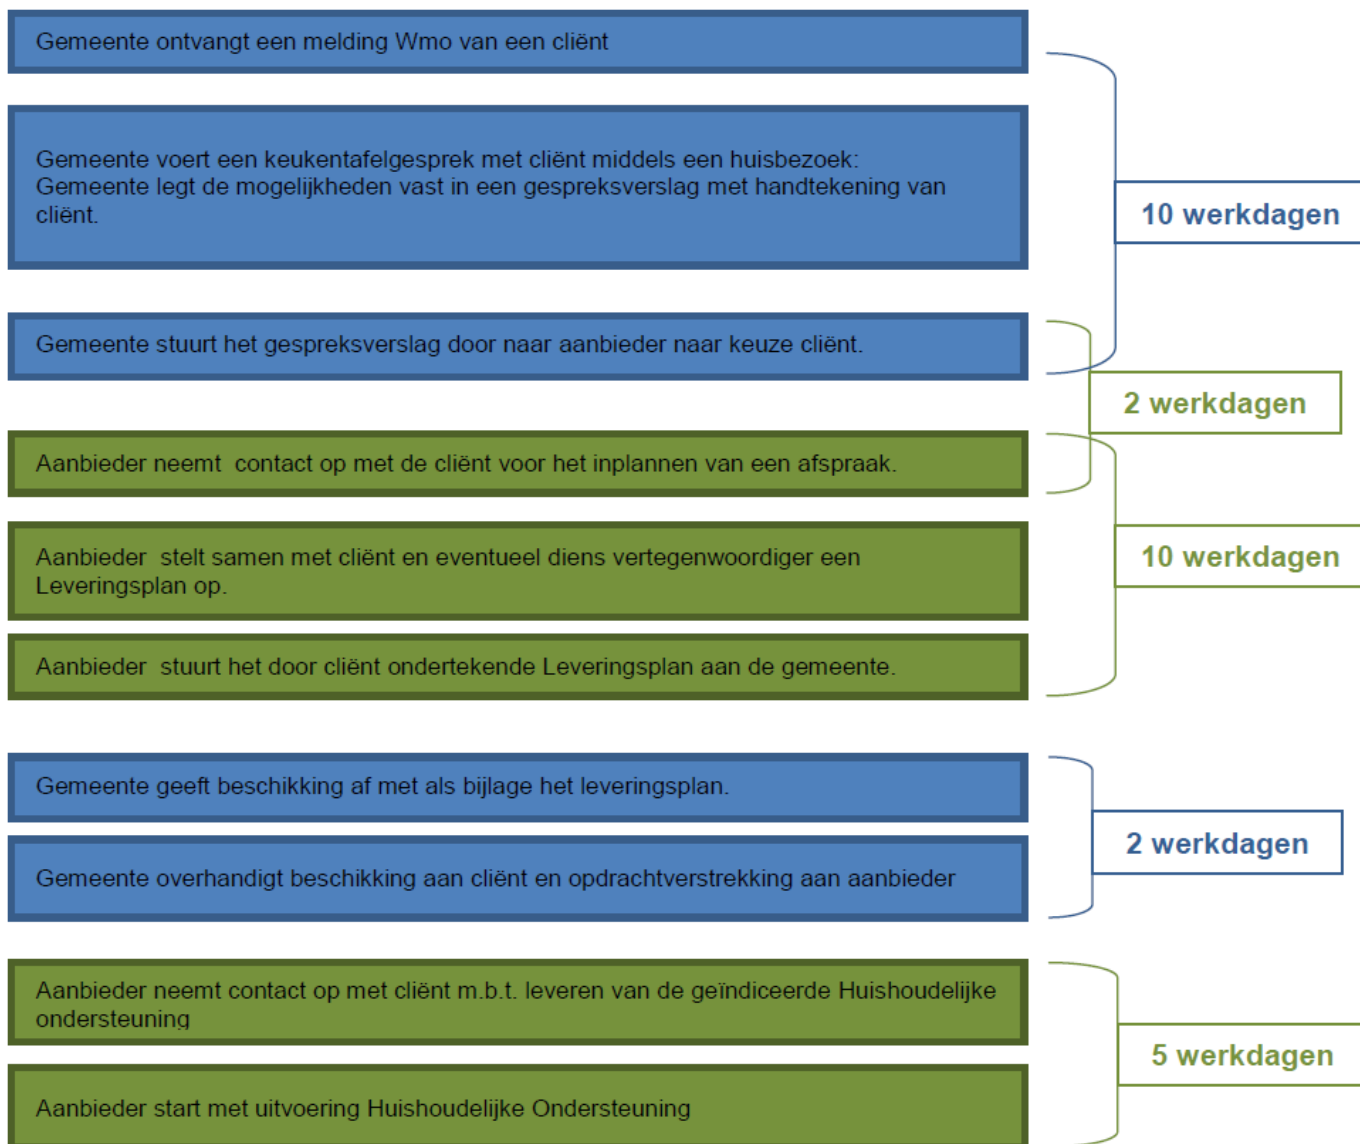 Gemeente ontvangt een melding Wmo van een cliënt
Gemeente voert een keukentafelgesprek met cliënt middels een huisbezoek:
Gemeente legt de mogelijkheden vast in een gespreksverslag met handtekening van
cliënt.
10 werkdagen
Gemeente stuurt het gespreksverslag door naar aanbieder naar keuze cliënt.
2 werkdagen
Aanbieder neemt contact op met de cliënt voor het inplannen van een afspraak.
Aanbieder stelt samen met cliënt en eventueel diens vertegenwoordiger een
Leveringsplan op.
10 werkdagen
Aanbieder stuurt het door cliënt ondertekende Leveringsplan aan de gemeente.
Gemeente geeft beschikking af met als bijlage het leveringsplan.
2 werkdagen
Gemeente overhandigt beschikking aan cliënt en opdrachtverstrekking aan aanbieder
Aanbieder neemt contact op met cliënt m.b.t. leveren van de geïndiceerde Huishoudelijke
ondersteuning
5 werkdagen
Aanbieder start met uitvoering Huishoudelijke Ondersteuning